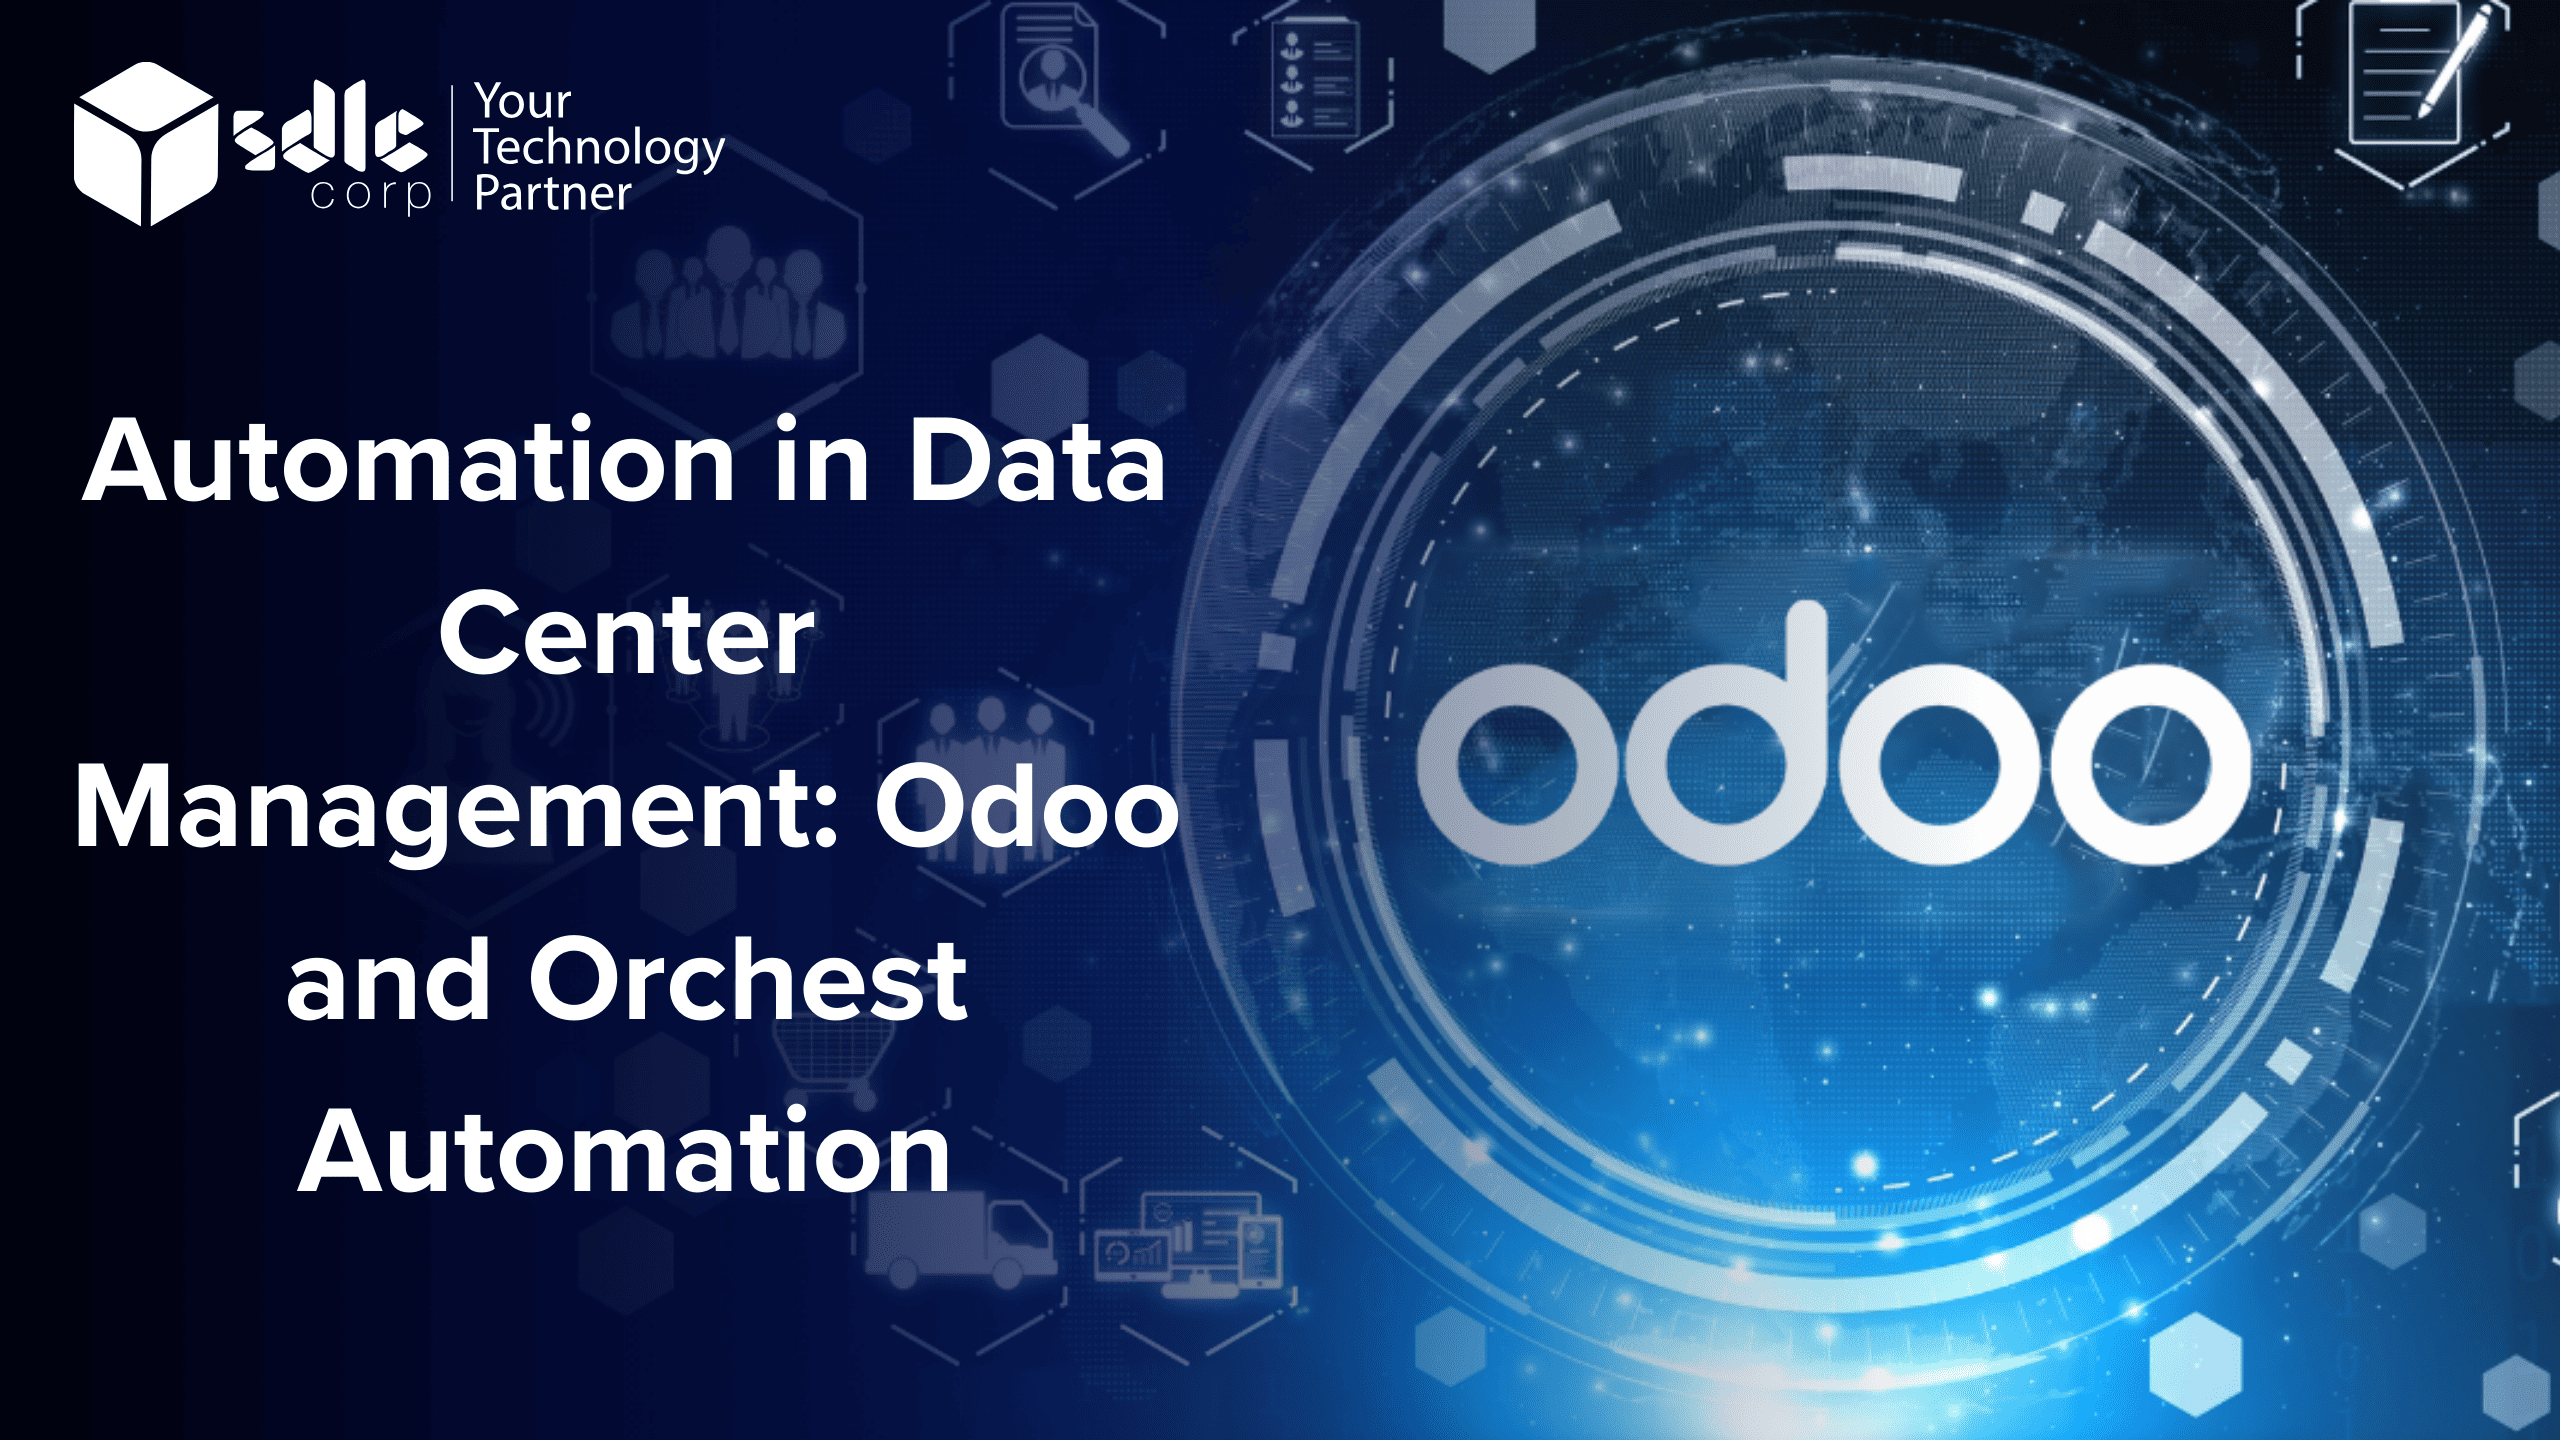 sdlc
corp
Your
Technology
Partner
Automation in Data
Center
Management: Odoo
and Orchest
Automation
odoo